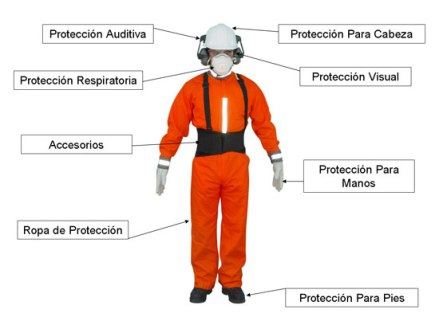 Protección Auditiva
Protección Para Cabeza
Protección Respiratoria
Protección Visual
Accesorios
Protección Para
Manos
Ropa de Protección
Protección Para Pies